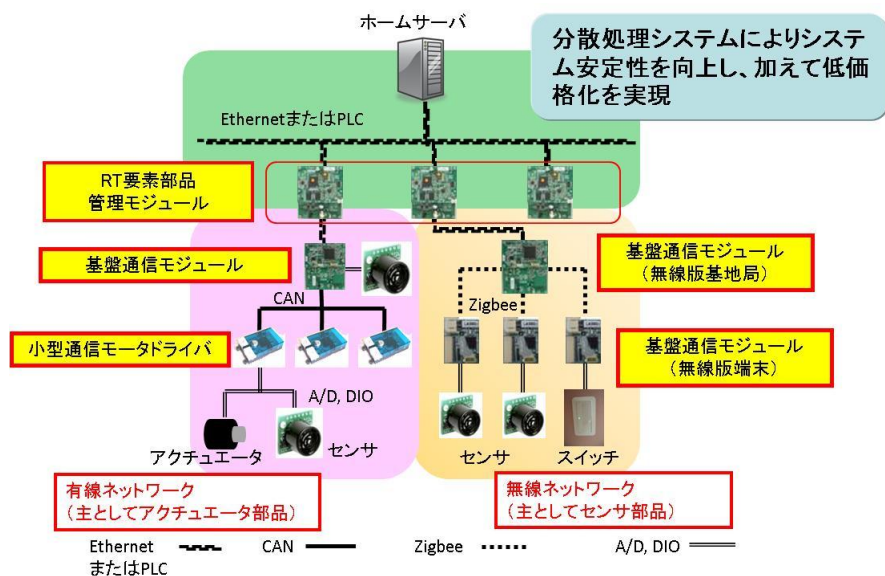 ホームサーバ
分散処理システムによりシステ
ム安定性を向上し、加えて低価
格化を実現
EthernetまたはPLC
RT要素部品
管理モジュール
基盤通信モジュール
基盤通信モジュール
（無線版基地局）
CAN
Zigbee
小型通信モータドライバ
基盤通信モジュール
（無線版端末）
A/D, DIO
アクチュエータ
センサ
センサ
スイッチ
有線ネットワーク
（主としてアクチュエータ部品）
無線ネットワーク
（主としてセンサ部品）
Ethernet
またはPLC
CAN
Zigbee
A/D, DIO